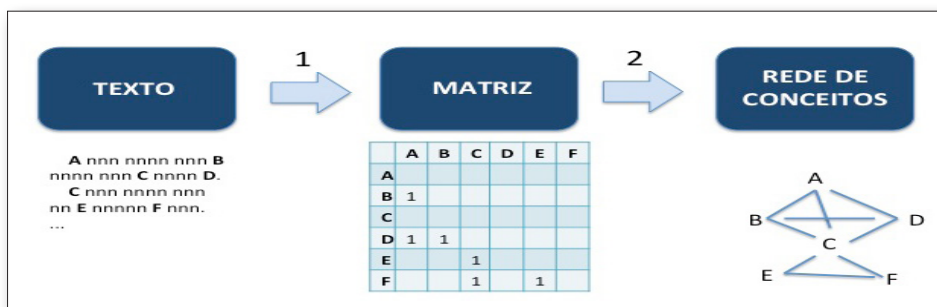 1
2
TEXTO
MATRIZ
REDE DE
CONCEITOS
A nnn nnnn nnn B
nnnn nnn C nnnn D.
C nnn nnnn nnn
nn E nnnnn F nnn.
...
A B C D E F
A
B 1
C
D 1 1
E 1
F 1 1
A
B D
C
E F